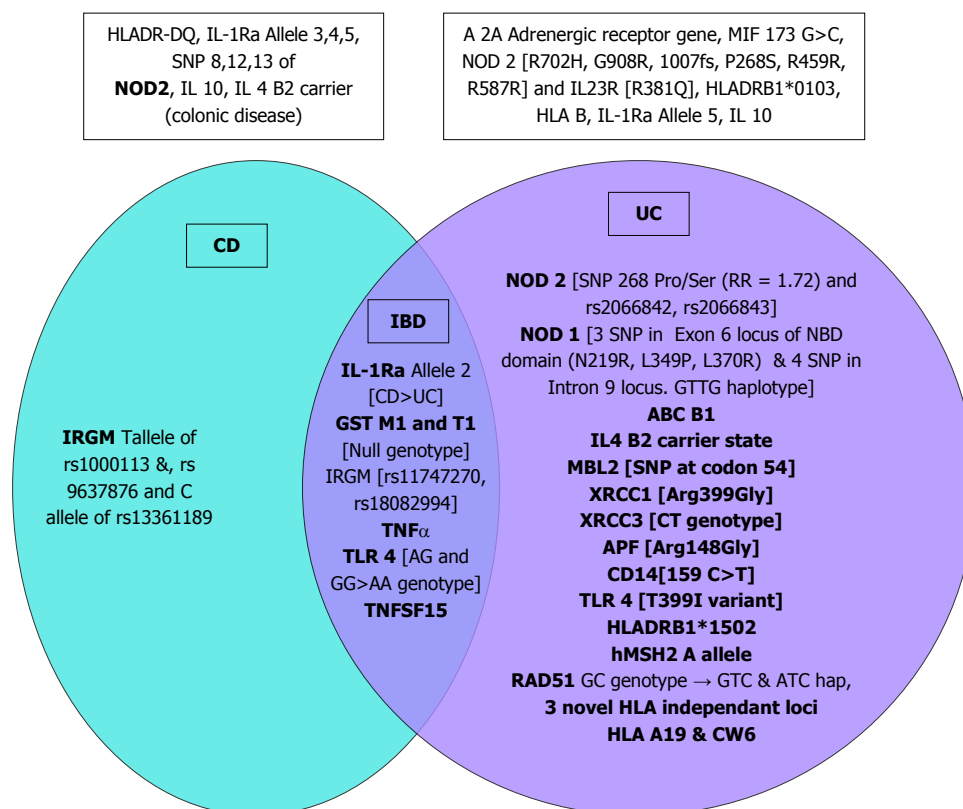 HLADR-DQ, IL-1Ra Allele 3,4,5,
SNP 8,12,13 of
NOD2, IL 10, IL 4 B2 carrier
(colonic disease)
A 2A Adrenergic receptor gene, MIF 173 G>C,
NOD 2 [R702H, G908R, 1007fs, P268S, R459R,
R587R] and IL23R [R381Q], HLADRB1*0103,
HLA B, IL-1Ra Allele 5, IL 10
CD
IRGM Tallele of
rs1000113 &, rs
9637876 and C
allele of rs13361189
IBD
IL-1Ra Allele 2
[CD>UC]
GST M1 and T1
[Null genotype]
IRGM [rs11747270,
rs18082994]
TNFα
TLR 4 [AG and
GG>AA genotype]
TNFSF15
UC
NOD 2 [SNP 268 Pro/Ser (RR = 1.72) and
rs2066842, rs2066843]
NOD 1 [3 SNP in Exon 6 locus of NBD
domain (N219R, L349P, L370R) & 4 SNP in
Intron 9 locus. GTTG haplotype]
ABC B1
IL4 B2 carrier state
MBL2 [SNP at codon 54]
XRCC1 [Arg399Gly]
XRCC3 [CT genotype]
APF [Arg148Gly]
CD14[159 C>T]
TLR 4 [T399I variant]
HLADRB1*1502
hMSH2 A allele
RAD51 GC genotype → GTC & ATC hap,
3 novel HLA independant loci
HLA A19 & CW6